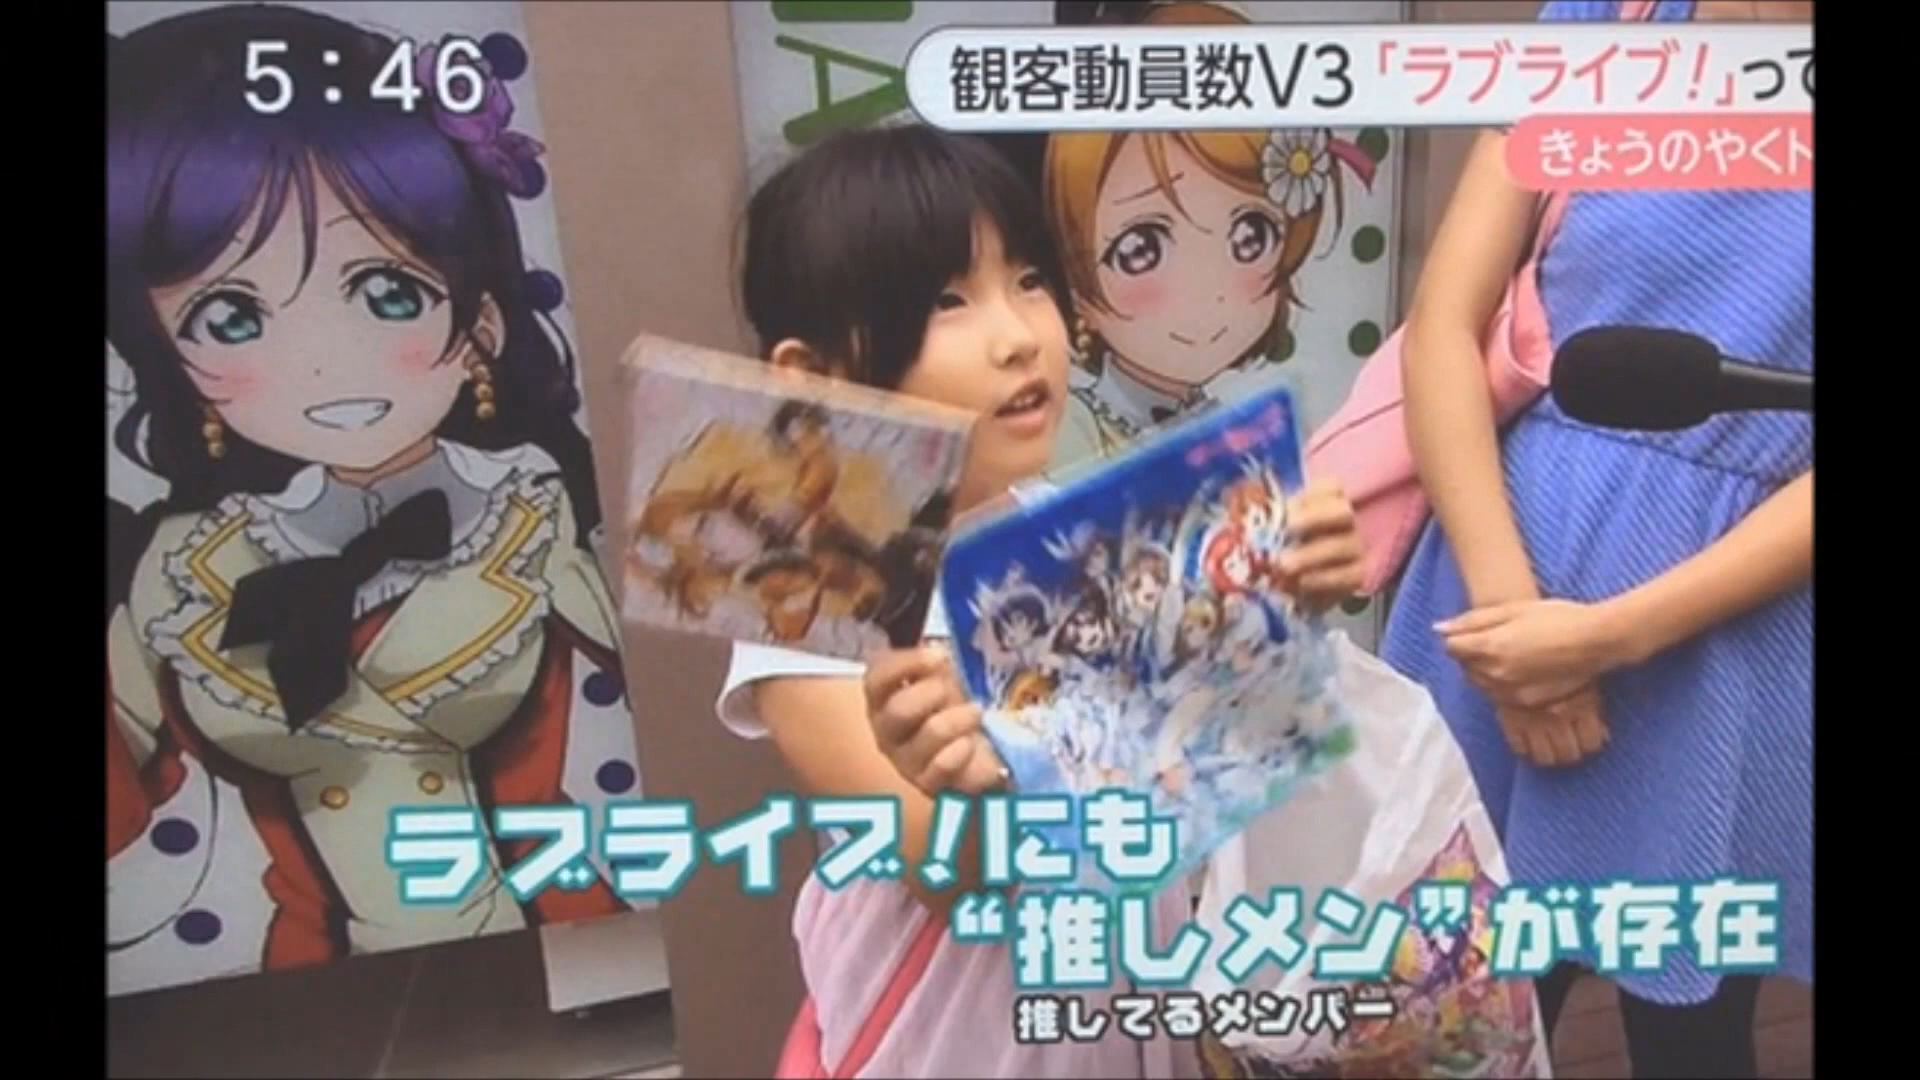 5:46
観客動員数V3「ラブライブ!」って
きょうのやくト
ラブライブ!にも
“推しメン”が存在
推してるメンバー